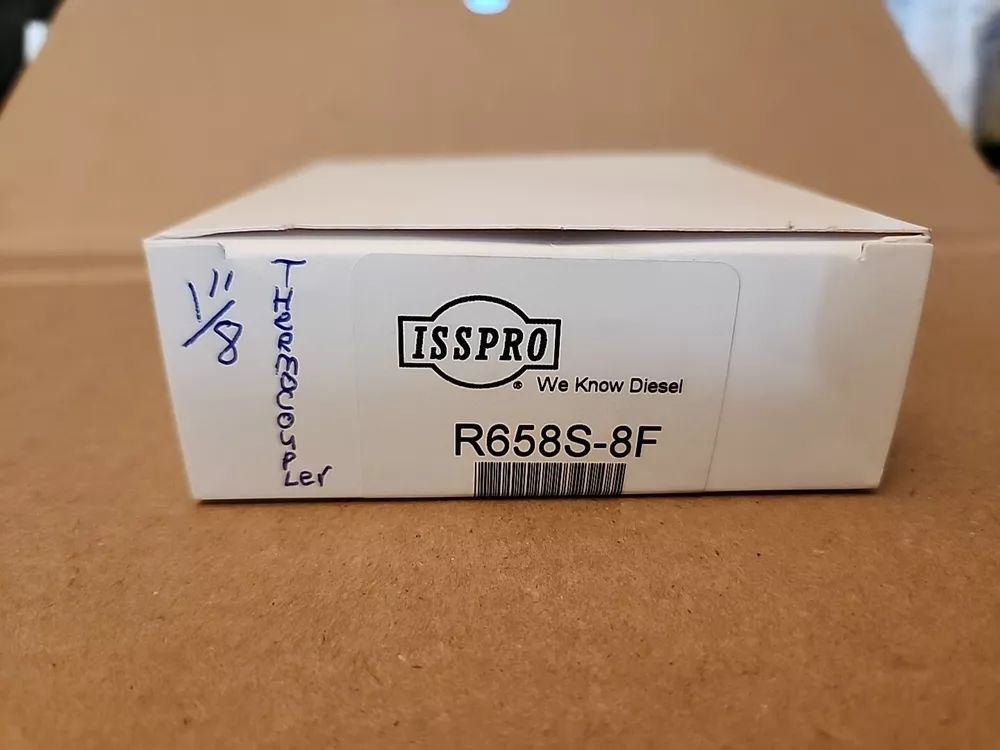 1/8"
THERMOCOUPLer
ISSPRO®
We Know Diesel
R658S-8F